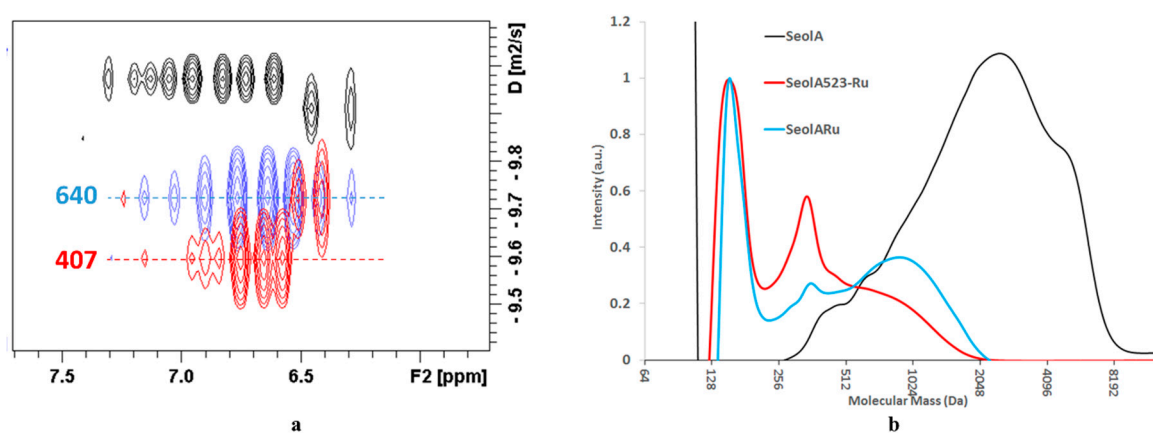 D [m2/s]
- 9.8
- 9.7
- 9.6
- 9.5
640
407
7.5
7.0
6.5
F2 [ppm]
a
1.2
1
0.8
0.6
0.4
0.2
0
Intensity (a.u.)
SeolA
SeolA523-Ru
SeolARu
64
128
256
512
1024
2048
4096
8192
Molecular Mass (Da)
b